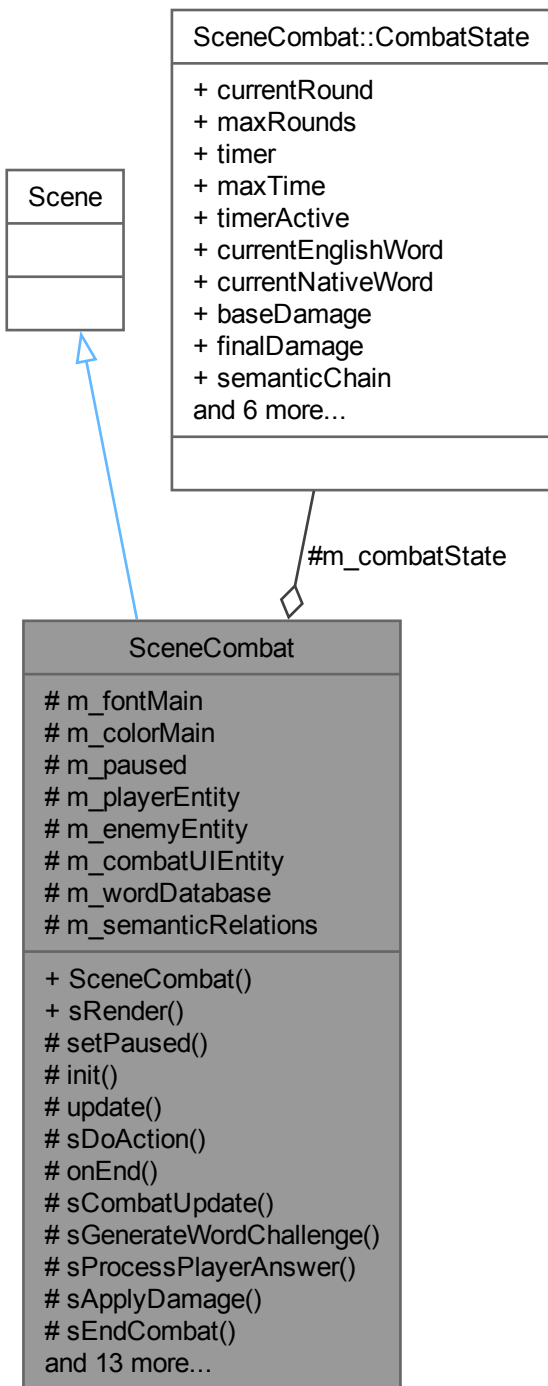 SceneCombat::CombatState
+ currentRound
+ maxRounds
+ timer
+ maxTime
+ timerActive
+ currentEnglishWord
+ currentNativeWord
+ baseDamage
+ finalDamage
+ semanticChain
and 6 more...
Scene
#m_combatState
SceneCombat
# m_fontMain
# m_colorMain
# m_paused
# m_playerEntity
# m_enemyEntity
# m_combatUIEntity
# m_wordDatabase
# m_semanticRelations
+ SceneCombat()
+ sRender()
# setPaused()
# init()
# update()
# sDoAction()
# onEnd()
# sCombatUpdate()
# sGenerateWordChallenge()
# sProcessPlayerAnswer()
# sApplyDamage()
# sEndCombat()
and 13 more...